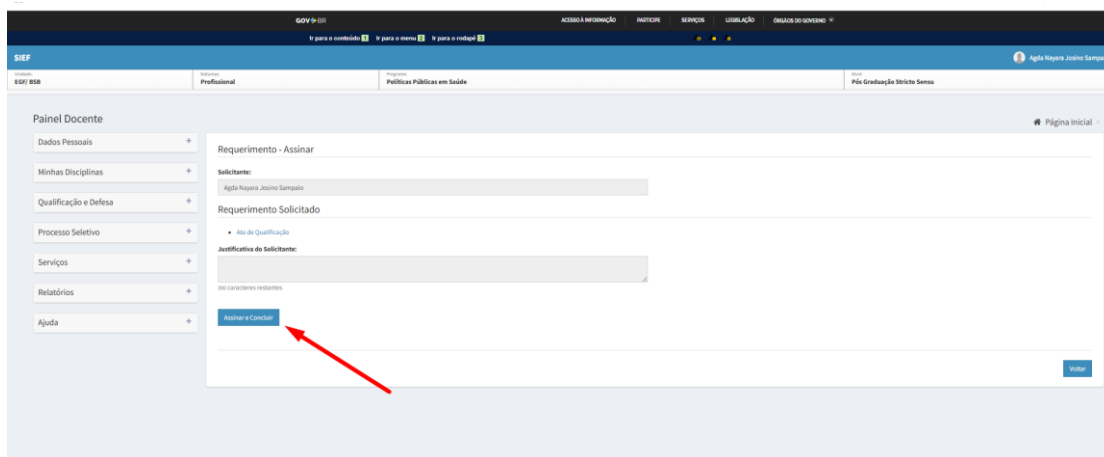 GOV BR ACESSO À INFORMAÇÃO PARTICIPE SERVIÇOS LEGISLAÇÃO ÓRGÃOS DO GOVERNO
Ir para o conteúdo 1 Ir para o menu 2 Ir para o rodapé 3
SIEF Agda Nayara Josino Sampa
Unidade Programa Nível
EGF/ BSB Profissional Políticas Públicas em Saúde Pós Graduação Stricto Sensu
Painel Docente Página Inicial
Dados Pessoais +
Requerimento - Assinar
Minhas Disciplinas +
Solicitante:
Agda Nayara Josino Sampaio
Qualificação e Defesa +
Requerimento Solicitado
Processo Seletivo +
Ata de Qualificação
Justificativa do Solicitante:
Serviços +
caracteres restantes
Relatórios +
Assinar e Concluir
Ajuda +
Voltar